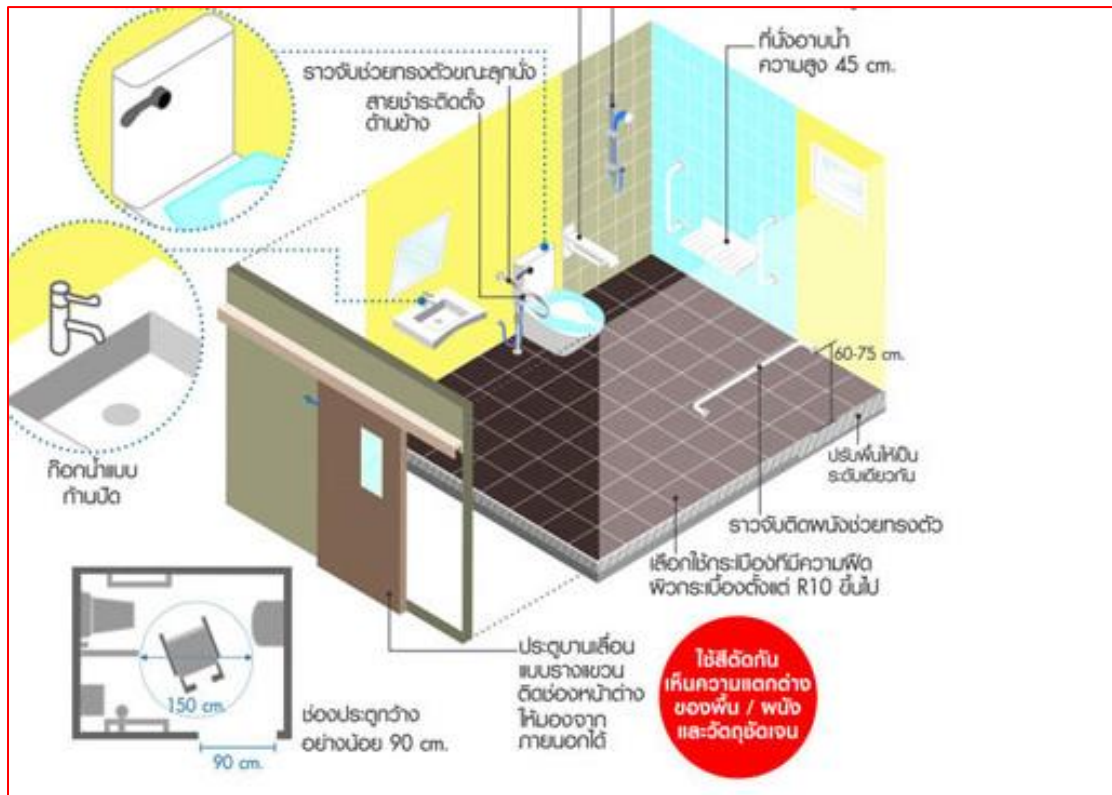 ที่นั่งอาบน้ำ
ความสูง 45 cm.
ราวจับช่วยทรงตัวขณะลุกนั่ง
สายชำระติดตั้ง
ด้านข้าง
60-75 cm.
ปรับพื้นให้เป็น
ระดับเดียวกัน
ก๊อกน้ำแบบ
ก้านปัด
ราวจับติดผนังช่วยทรงตัว
เลือกใช้กระเบื้องที่มีความฝืด
ผิวกระเบื้องตั้งแต่ R10 ขึ้นไป
ประตูบานเลื่อน
แบบรางแขวน
ติดช่องหน้าต่าง
ให้มองจาก
ภายนอกได้
ใช้สีตัดกัน
เห็นความแตกต่าง
ของพื้น / ผนัง
และวัตถุชัดเจน
150 cm.
ช่องประตูกว้าง
อย่างน้อย 90 cm.
90 cm.